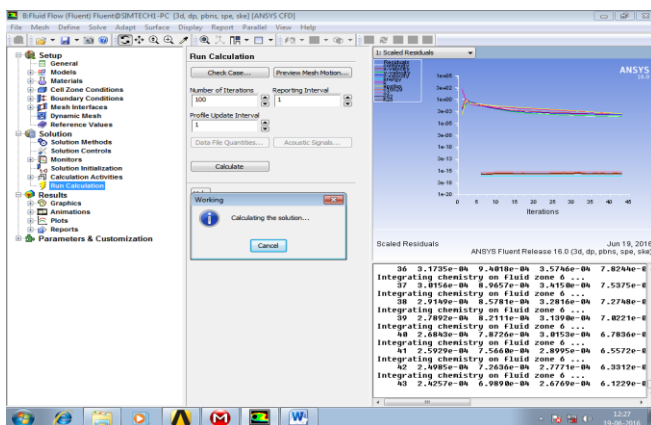 B:Fluid Flow (Fluent) Fluent@SIMTECH1-PC [3d, dp, pbns, spe, ske] [ANSYS CFD]
File Mesh Define Solve Adapt Surface Display Report Parallel View Help
Setup
General
Models
Materials
Cell Zone Conditions
Boundary Conditions
Mesh Interfaces
Dynamic Mesh
Reference Values
Solution
Solution Methods
Solution Controls
Monitors
Solution Initialization
Calculation Activities
Run Calculation
Results
Graphics
Animations
Plots
Reports
Parameters & Customization
Run Calculation
Check Case... Preview Mesh Motion...
Number of Iterations Reporting Interval
100 1
Profile Update Interval
1
Data File Quantities... Acoustic Signals...
Calculate
Working
Calculating the solution...
Cancel
1: Scaled Residuals
Residuals
ANSYS
16.0
0 5 10 15 20 25 30 35 40 45
Iterations
Scaled Residuals Jun 19, 2016
ANSYS Fluent Release 16.0 (3d, dp, pbns, spe, ske)
36 3.1735e-04 9.4018e-04 3.5746e-04 7.8244e-0
Integrating chemistry on fluid zone 6 ...
37 3.0156e-04 8.9657e-04 3.4150e-04 7.5375e-0
Integrating chemistry on fluid zone 6 ...
38 2.9149e-04 8.5781e-04 3.2816e-04 7.2748e-0
Integrating chemistry on fluid zone 6 ...
39 2.7892e-04 8.2111e-04 3.1390e-04 7.0221e-0
Integrating chemistry on fluid zone 6 ...
40 2.6843e-04 7.8726e-04 3.0153e-04 6.7836e-0
Integrating chemistry on fluid zone 6 ...
41 2.5929e-04 7.5660e-04 2.8995e-04 6.5572e-0
Integrating chemistry on fluid zone 6 ...
42 2.4985e-04 7.2636e-04 2.7771e-04 6.3312e-0
Integrating chemistry on fluid zone 6 ...
43 2.4257e-04 6.9890e-04 2.6769e-04 6.1229e-0
12:27
19-06-2016